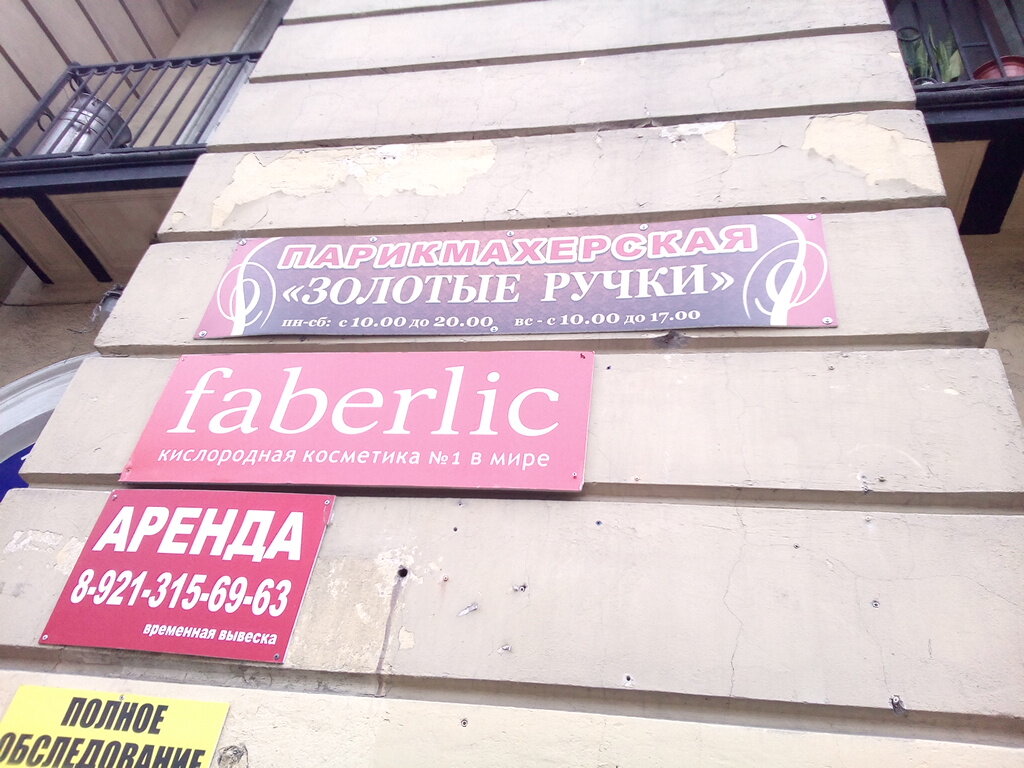 ПАРИКМАХЕРСКАЯ
«ЗОЛОТЫЕ РУЧКИ»
пн-сб: с 10.00 до 20.00 вс - с 10.00 до 17.00
faberlic
кислородная косметика №1 в мире
АРЕНДА
8-921-315-69-63
временная вывеска
ПОЛНОЕ
ОБСЛЕДОВАНИЕ